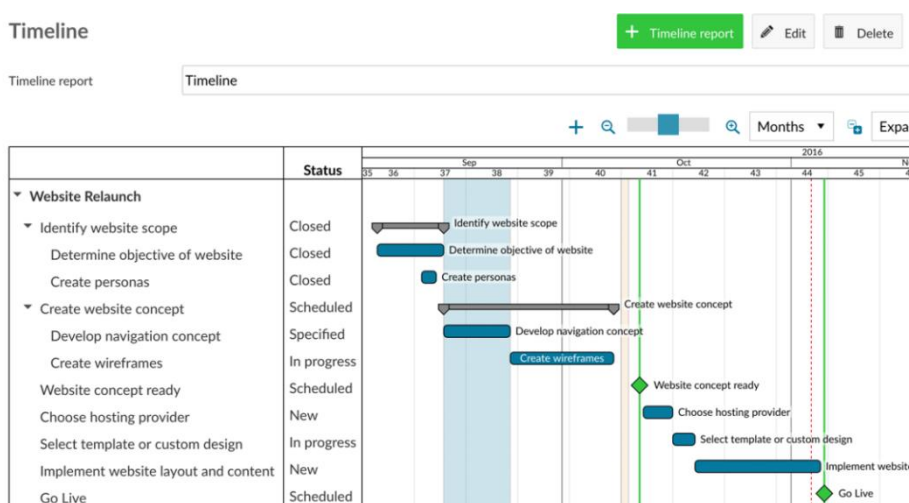 Timeline
+ Timeline report Edit Delete
Timeline report Timeline
Months Expa
2016
Status Sep Oct N
35 36 37 38 39 40 41 42 43 44 45 4
Website Relaunch
Identify website scope Closed Identify website scope
Determine objective of website Closed Determine objective of website
Create personas Closed Create personas
Create website concept Scheduled Create website concept
Develop navigation concept Specified Develop navigation concept
Create wireframes In progress Create wireframes
Website concept ready Scheduled Website concept ready
Choose hosting provider New Choose hosting provider
Select template or custom design In progress Select template or custom design
Implement website layout and content New Implement website
Go Live Scheduled Go Live